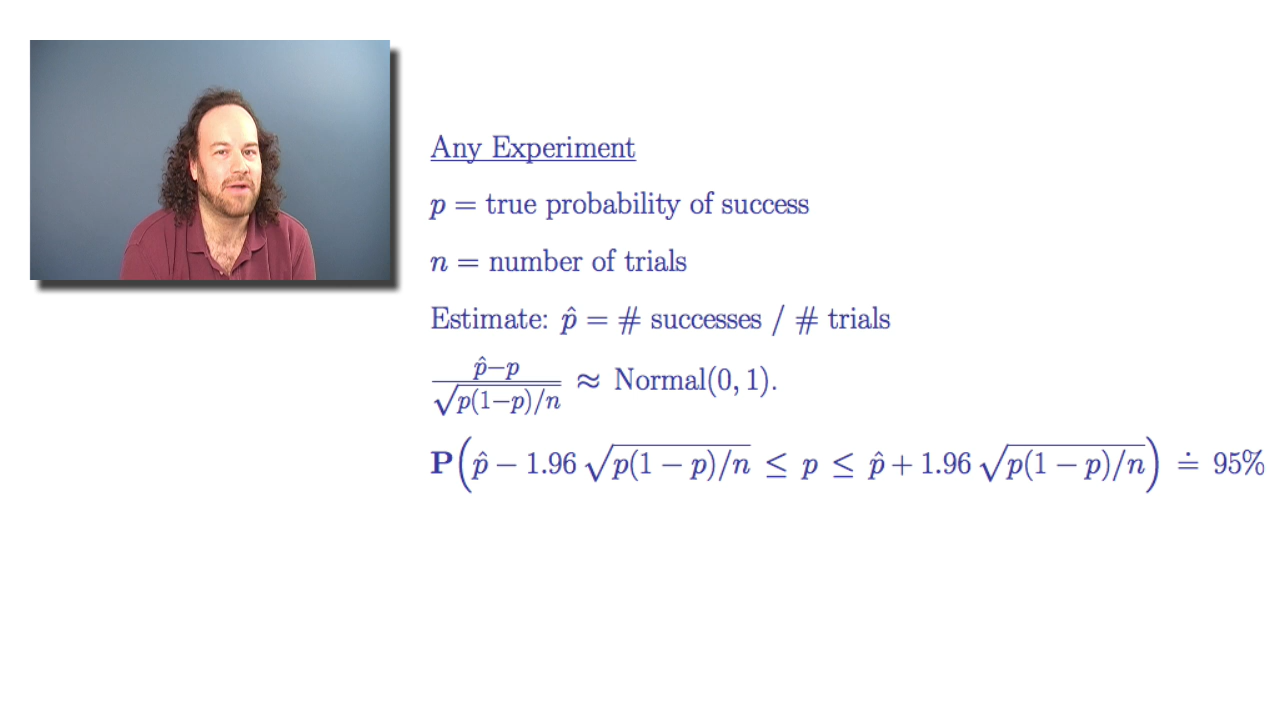 Any Experiment
p = true probability of success
n = number of trials
Estimate: p̂ = # successes / # trials
(p̂−p)/√(p(1−p)/n) ≈ Normal(0, 1).
P(p̂ − 1.96 √(p(1 − p)/n) ≤ p ≤ p̂ + 1.96 √(p(1 − p)/n)) ≐ 95%